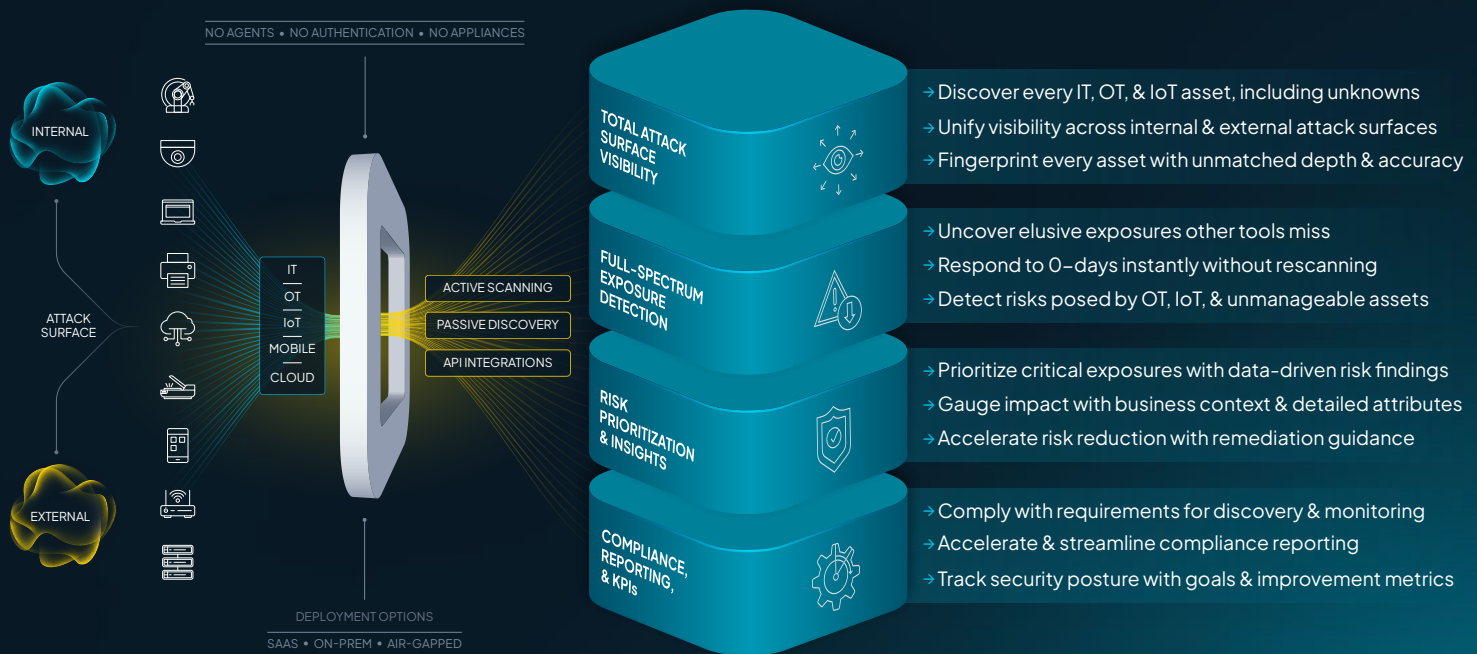 NO AGENTS • NO AUTHENTICATION • NO APPLIANCES
INTERNAL
ATTACK
SURFACE
EXTERNAL
IT
OT
IoT
MOBILE
CLOUD
ACTIVE SCANNING
PASSIVE DISCOVERY
API INTEGRATIONS
DEPLOYMENT OPTIONS
SAAS • ON-PREM • AIR-GAPPED
TOTAL ATTACK
SURFACE
VISIBILITY
→ Discover every IT, OT, & IoT asset, including unknowns
→ Unify visibility across internal & external attack surfaces
→ Fingerprint every asset with unmatched depth & accuracy
FULL-SPECTRUM
EXPOSURE
DETECTION
→ Uncover elusive exposures other tools miss
→ Respond to 0-days instantly without rescanning
→ Detect risks posed by OT, IoT, & unmanageable assets
RISK
PRIORITIZATION
& INSIGHTS
→ Prioritize critical exposures with data-driven risk findings
→ Gauge impact with business context & detailed attributes
→ Accelerate risk reduction with remediation guidance
COMPLIANCE,
REPORTING,
& KPIs
→ Comply with requirements for discovery & monitoring
→ Accelerate & streamline compliance reporting
→ Track security posture with goals & improvement metrics